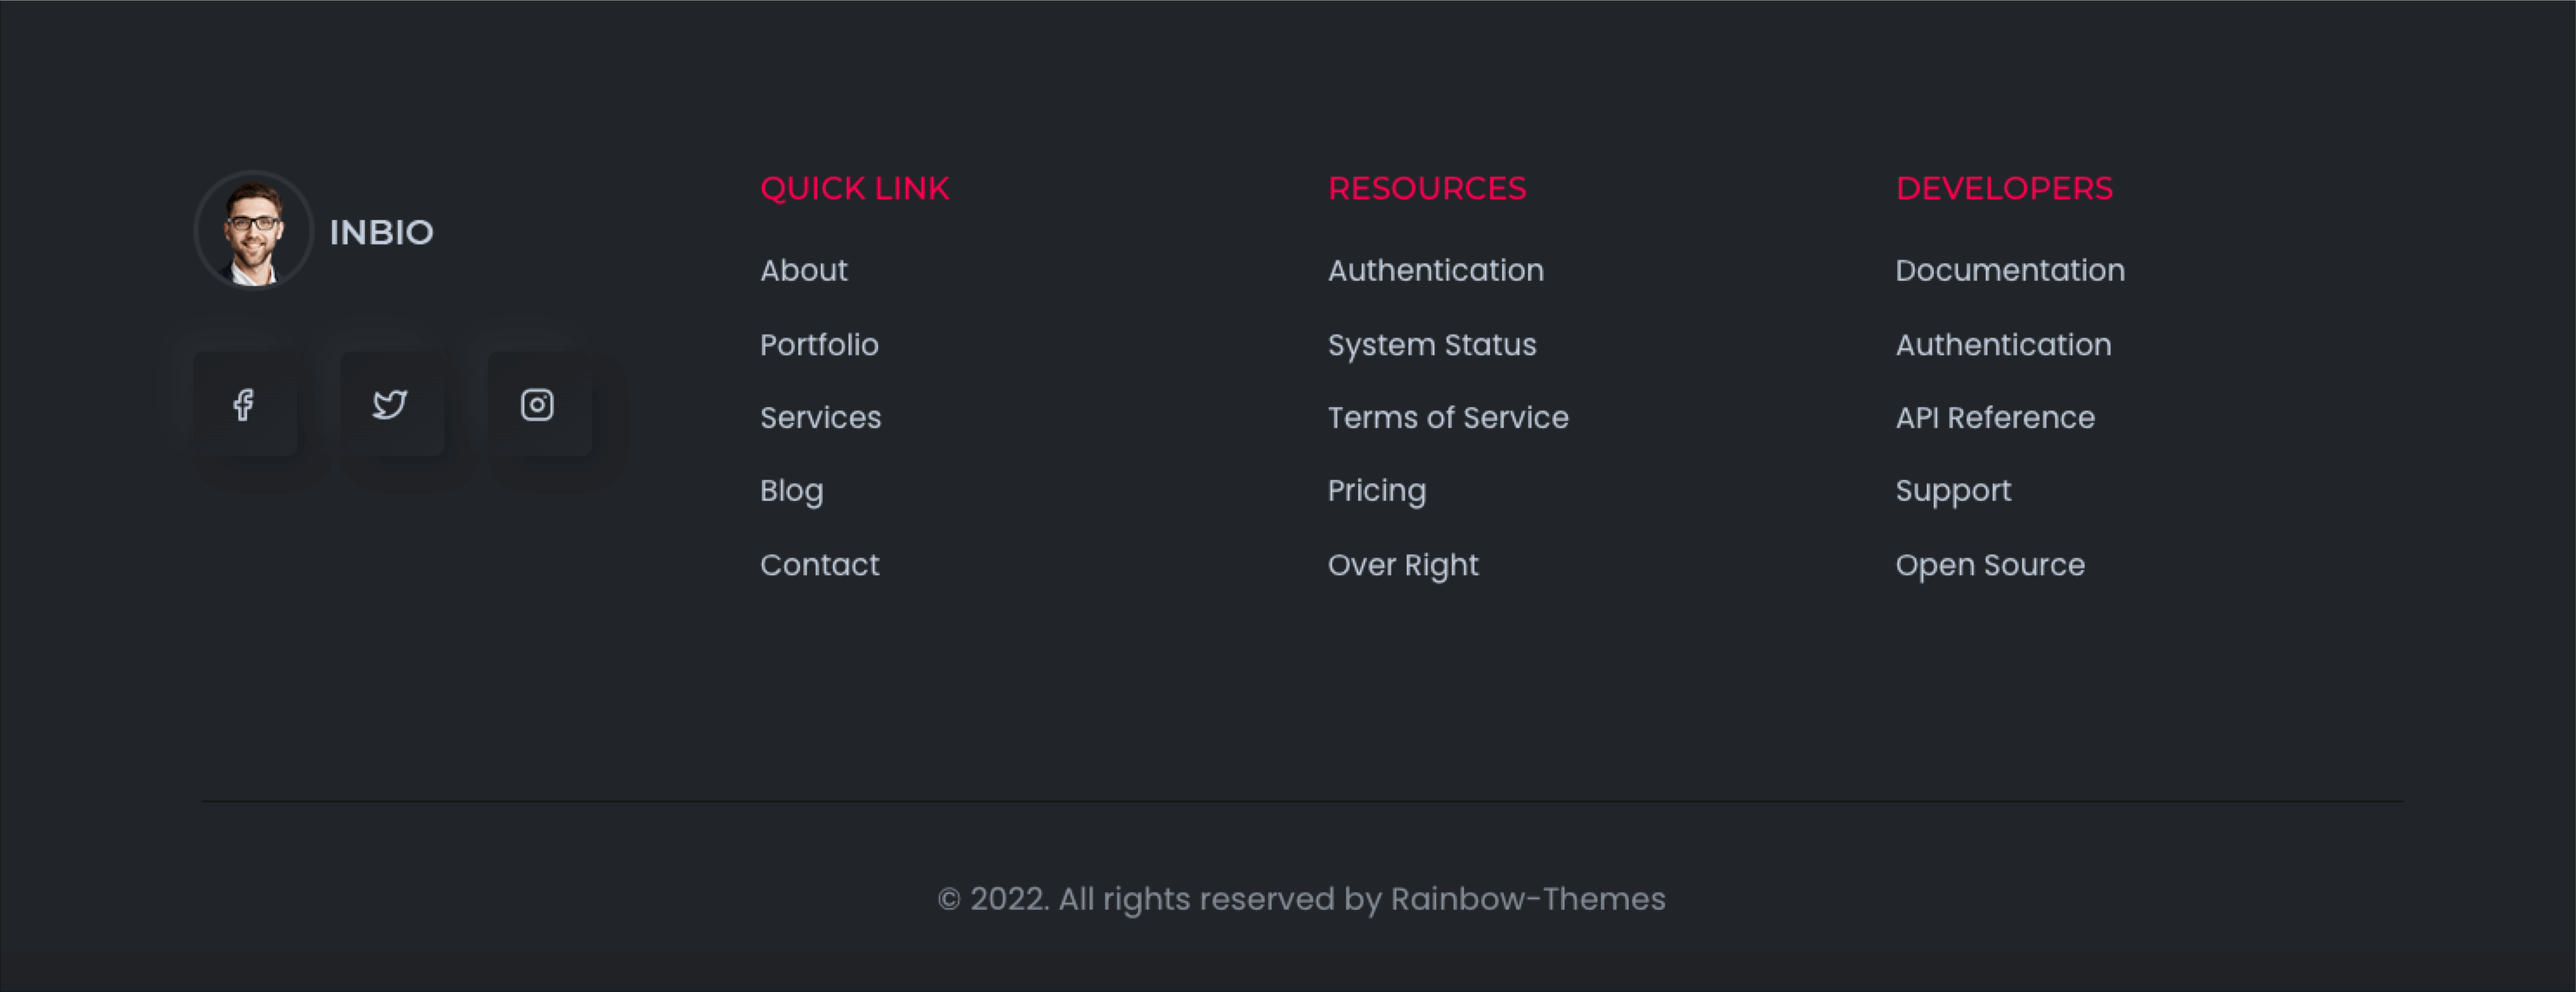 INBIO
QUICK LINK
About
Portfolio
Services
Blog
Contact
RESOURCES
Authentication
System Status
Terms of Service
Pricing
Over Right
DEVELOPERS
Documentation
Authentication
API Reference
Support
Open Source
© 2022. All rights reserved by Rainbow-Themes